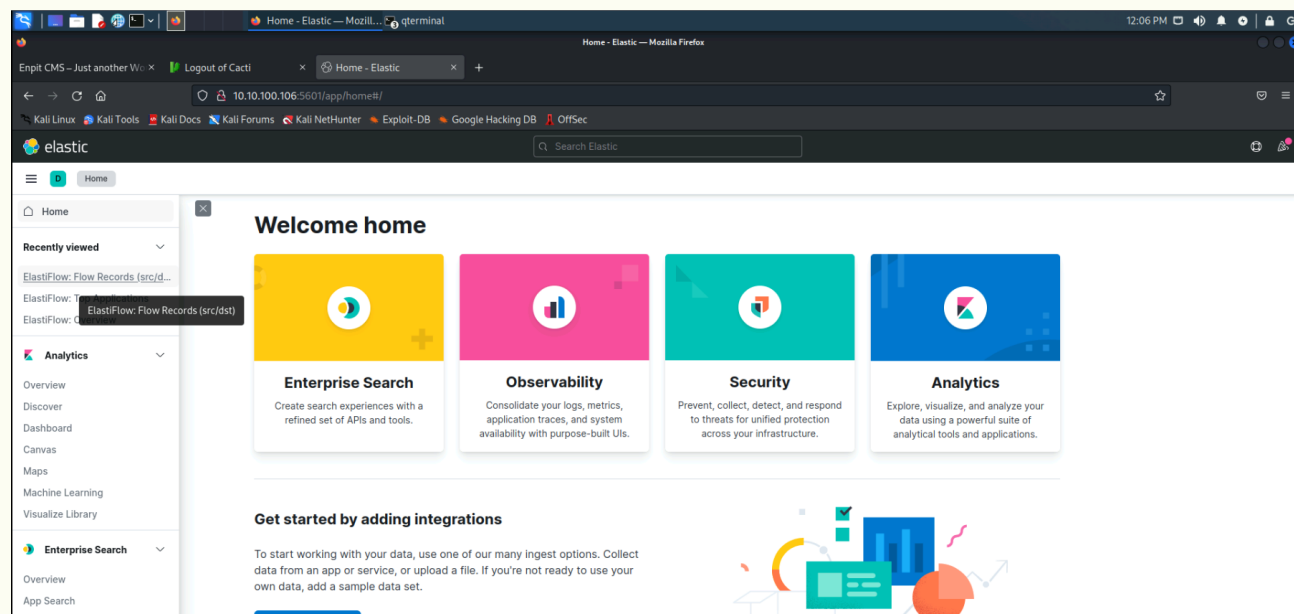 Home - Elastic — Mozill...
qterminal
12:06 PM
Home - Elastic — Mozilla Firefox
Enpit CMS – Just another Wo
Logout of Cacti
Home - Elastic
10.10.100.106:5601/app/home#/
Kali Linux
Kali Tools
Kali Docs
Kali Forums
Kali NetHunter
Exploit-DB
Google Hacking DB
OffSec
elastic
Search Elastic
D
Home
Home
Recently viewed
ElastiFlow: Flow Records (src/d...
ElastiFlow: Top Applications
ElastiFlow: Flow Records (src/dst)
ElastiFlow: Overview
Analytics
Overview
Discover
Dashboard
Canvas
Maps
Machine Learning
Visualize Library
Enterprise Search
Overview
App Search
Welcome home
Enterprise Search
Create search experiences with a
refined set of APIs and tools.
Observability
Consolidate your logs, metrics,
application traces, and system
availability with purpose-built UIs.
Security
Prevent, collect, detect, and respond
to threats for unified protection
across your infrastructure.
Analytics
Explore, visualize, and analyze your
data using a powerful suite of
analytical tools and applications.
Get started by adding integrations
To start working with your data, use one of our many ingest options. Collect
data from an app or service, or upload a file. If you're not ready to use your
own data, add a sample data set.